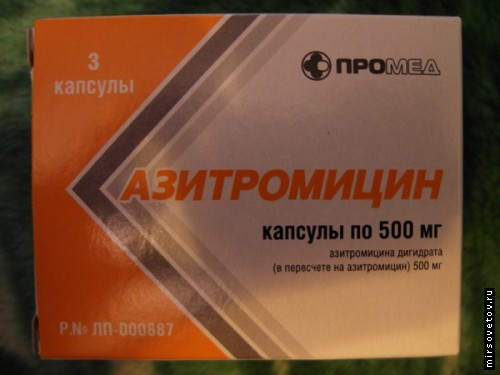 3
капсулы
ПРОМЕД
АЗИТРОМИЦИН
капсулы по 500 мг
азитромицина дигидрата
(в пересчете на азитромицин) 500 мг
Р.№ ЛП-000887
mirsovetov.ru